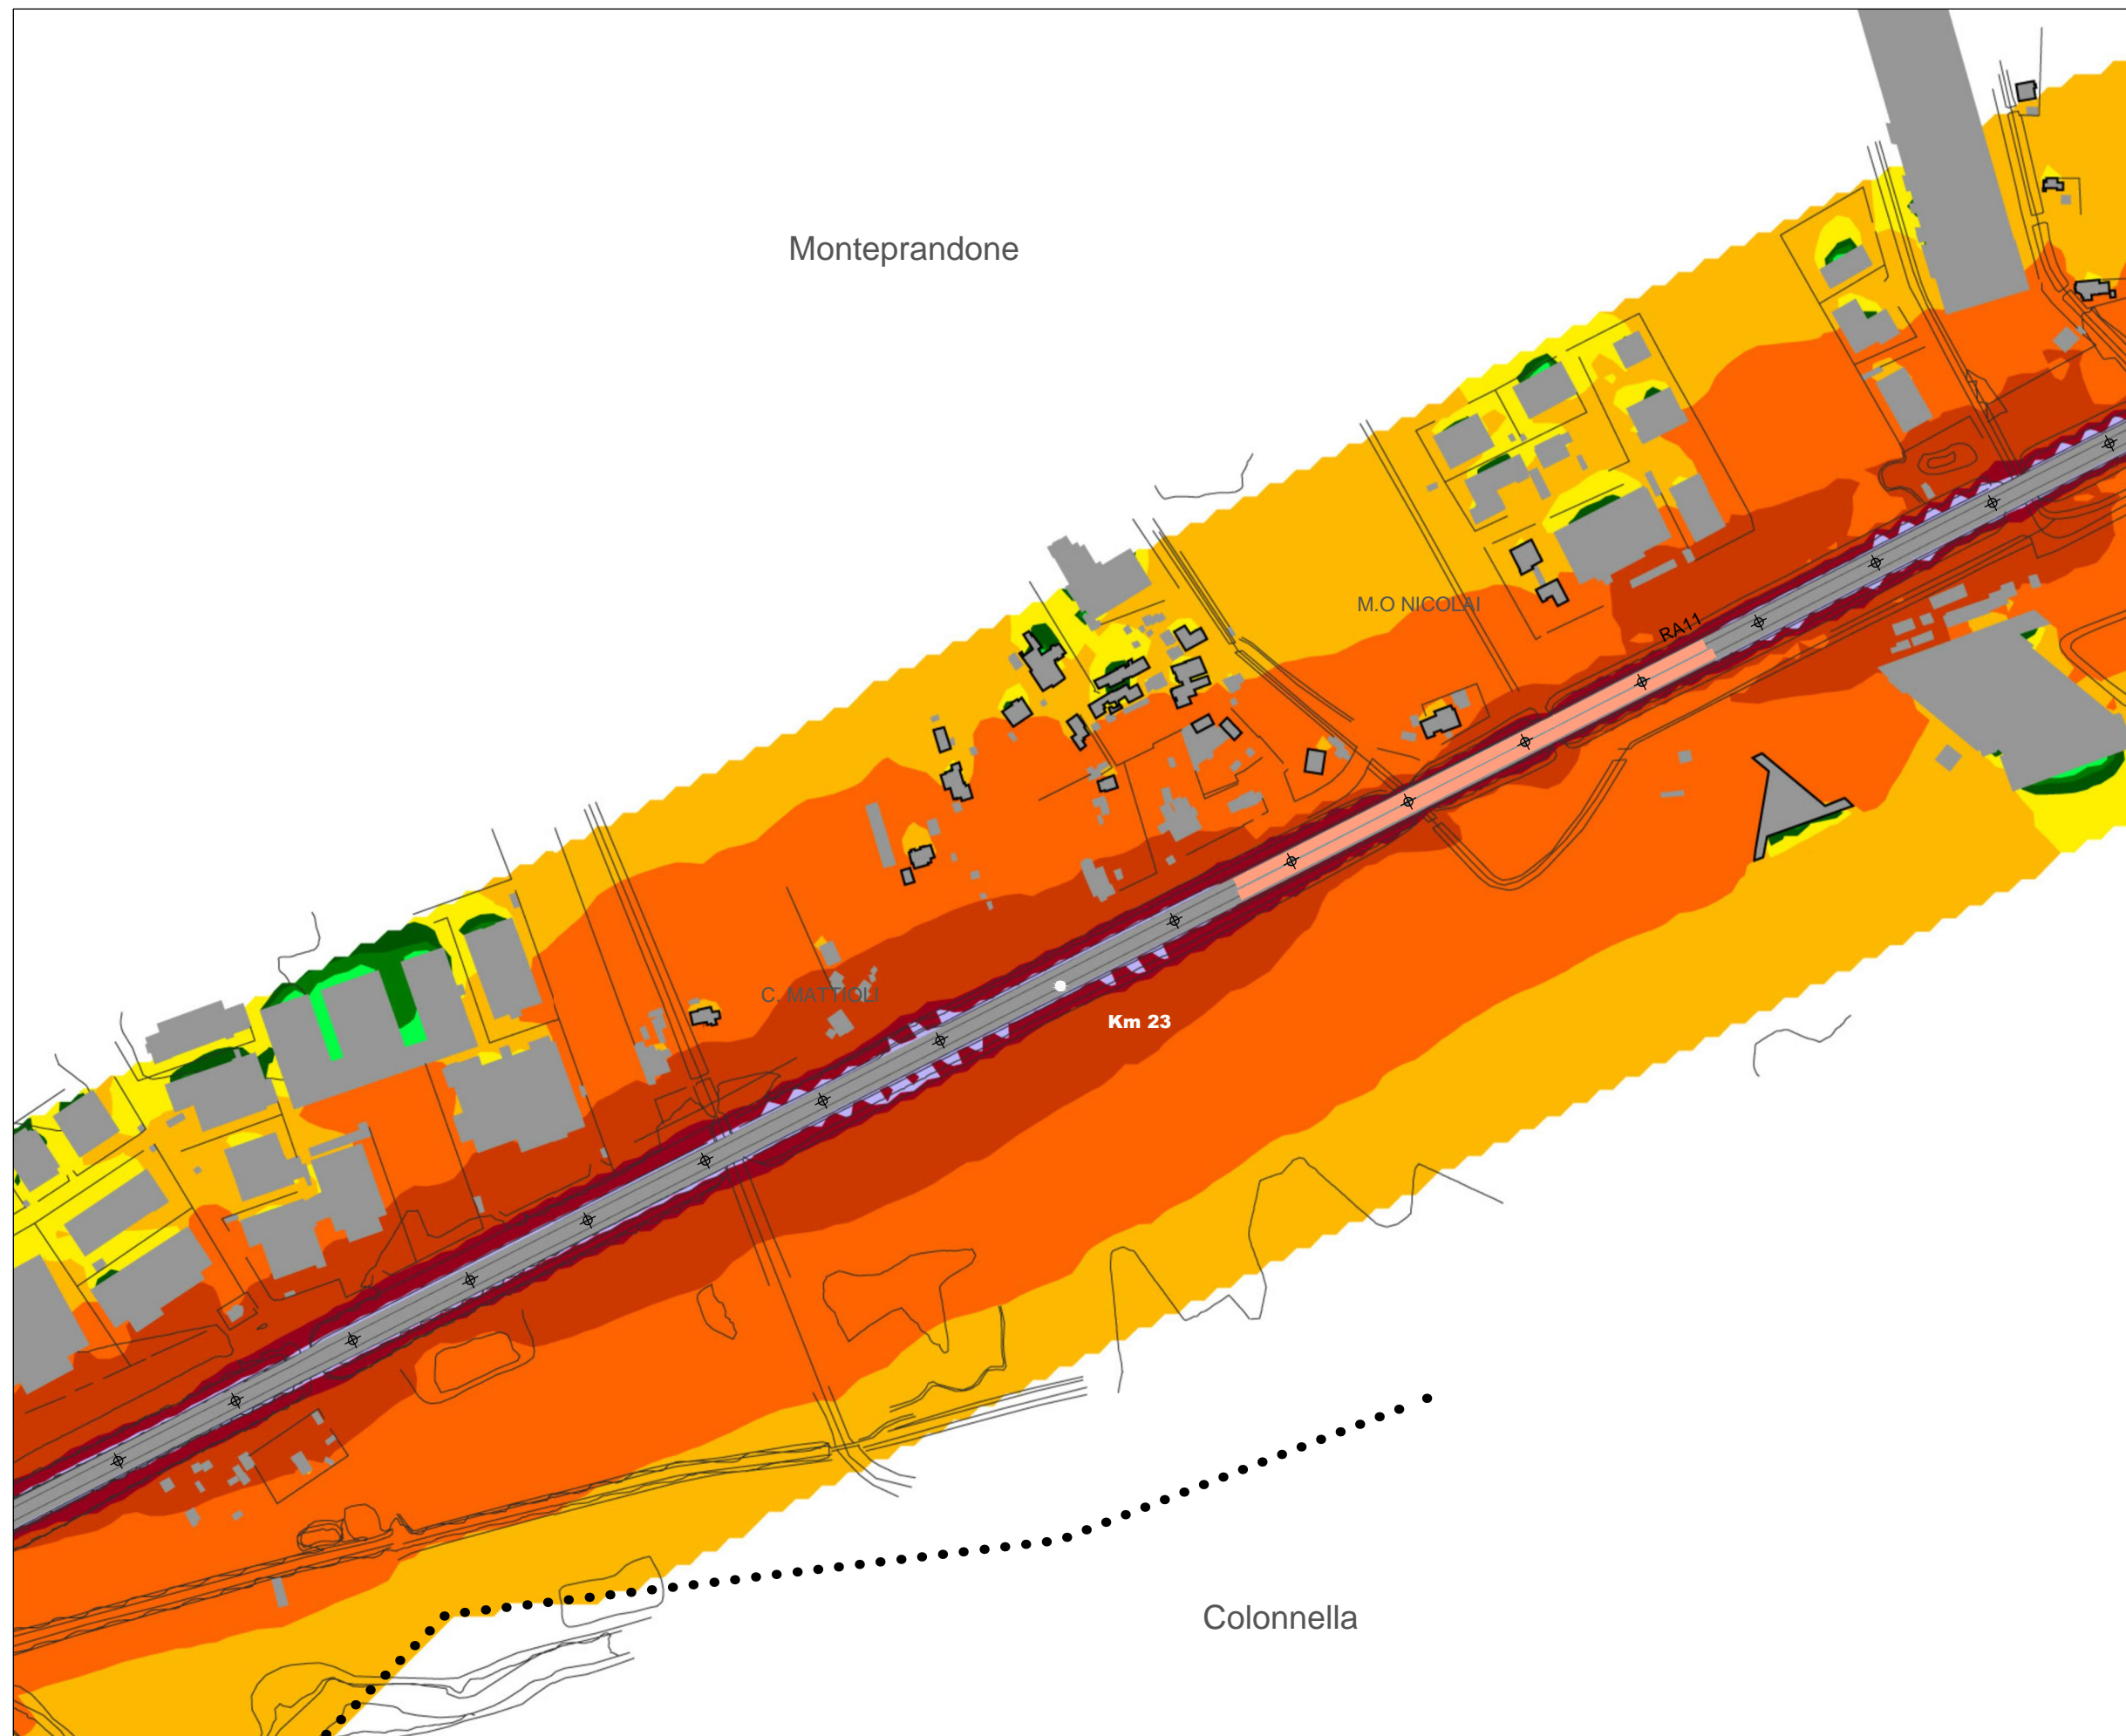 Monteprandone
M.O NICOLAI
RA11
C. MATTIOLI
Km 23
Colonnella